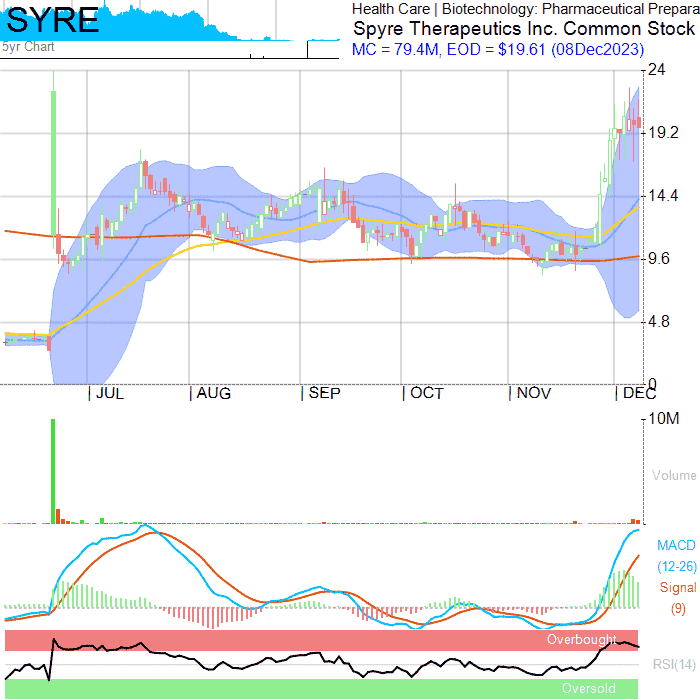 SYRE
5yr Chart
Health Care | Biotechnology: Pharmaceutical Prepara
Spyre Therapeutics Inc. Common Stock
MC = 79.4M, EOD = $19.61 (08Dec2023)
24
19.2
14.4
9.6
4.8
0
JUL AUG SEP OCT NOV DEC
10M
Volume
MACD
(12-26)
Signal
(9)
Overbought
RSI(14)
Oversold